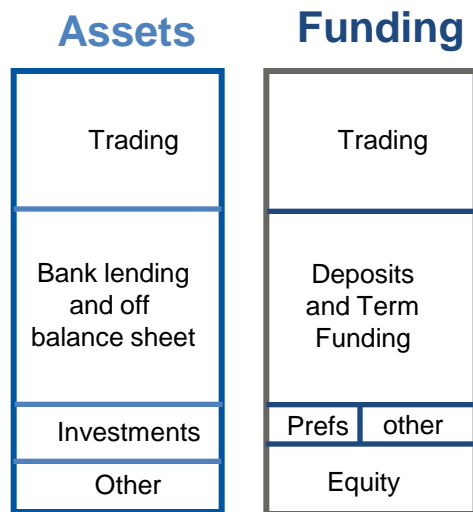 Assets
Trading
Bank lending
and off
balance sheet
Investments
Other
Funding
Trading
Deposits
and Term
Funding
Prefs
other
Equity